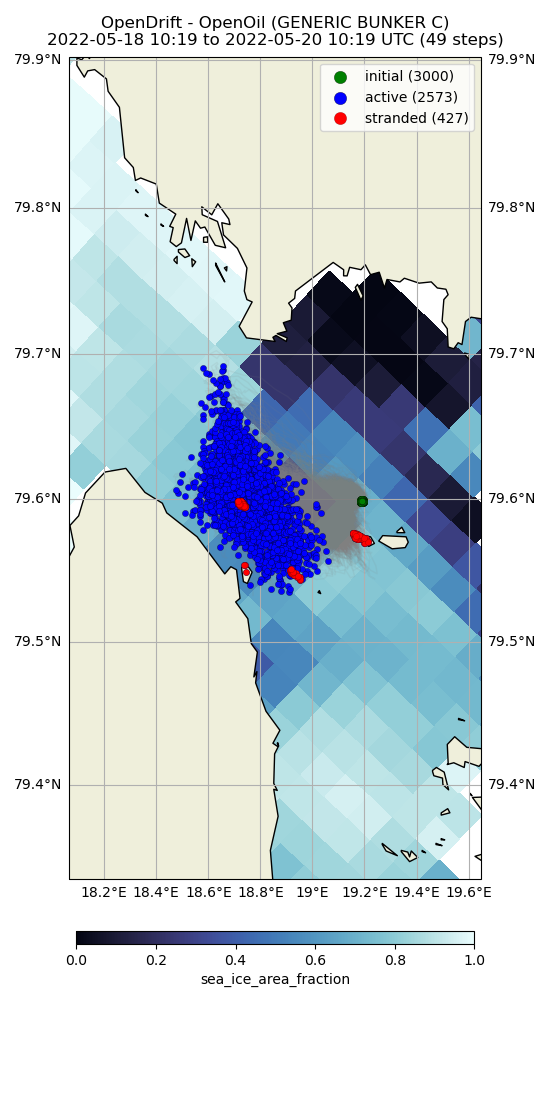 OpenDrift - OpenOil (GENERIC BUNKER C)
2022-05-18 10:19 to 2022-05-20 10:19 UTC (49 steps)
79.9°N 79.9°N
initial (3000)
active (2573)
stranded (427)
79.8°N 79.8°N
79.7°N 79.7°N
79.6°N 79.6°N
79.5°N 79.5°N
79.4°N 79.4°N
18.2°E 18.4°E 18.6°E 18.8°E 19°E 19.2°E 19.4°E 19.6°E
0.0 0.2 0.4 0.6 0.8 1.0
sea_ice_area_fraction